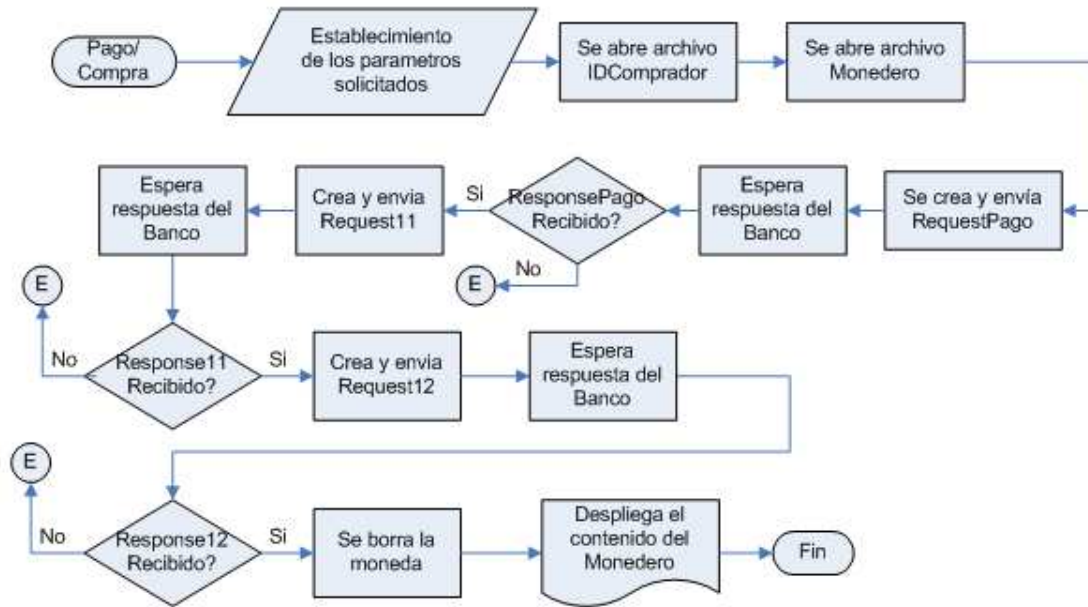 Pago/
Compra
Establecimiento
de los parametros
solicitados
Se abre archivo
IDComprador
Se abre archivo
Monedero
Se crea y envía
RequestPago
Espera
respuesta del
Banco
ResponsePago
Recibido?
No
E
Si
Crea y envia
Request11
Espera
respuesta del
Banco
Response11
Recibido?
No
E
Si
Crea y envia
Request12
Espera
respuesta del
Banco
Response12
Recibido?
No
E
Si
Se borra la
moneda
Despliega el
contenido del
Monedero
Fin